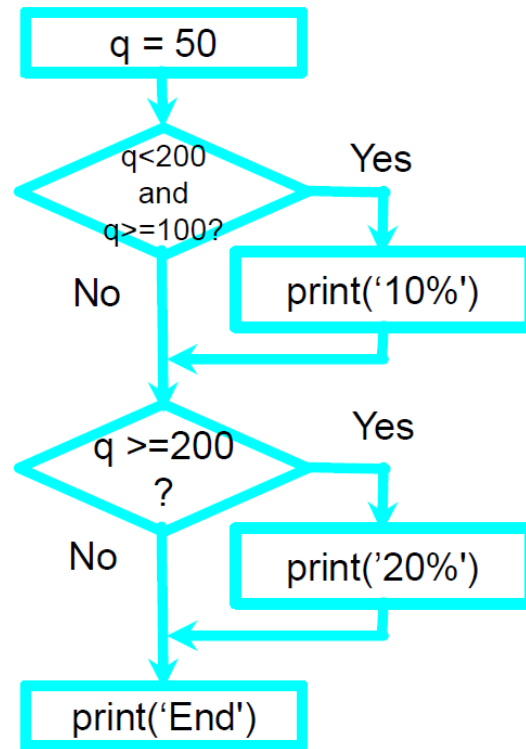 q = 50
q<200
and
q>=100?
Yes
No
print(‘10%')
q >=200
?
Yes
No
print('20%')
print(‘End')